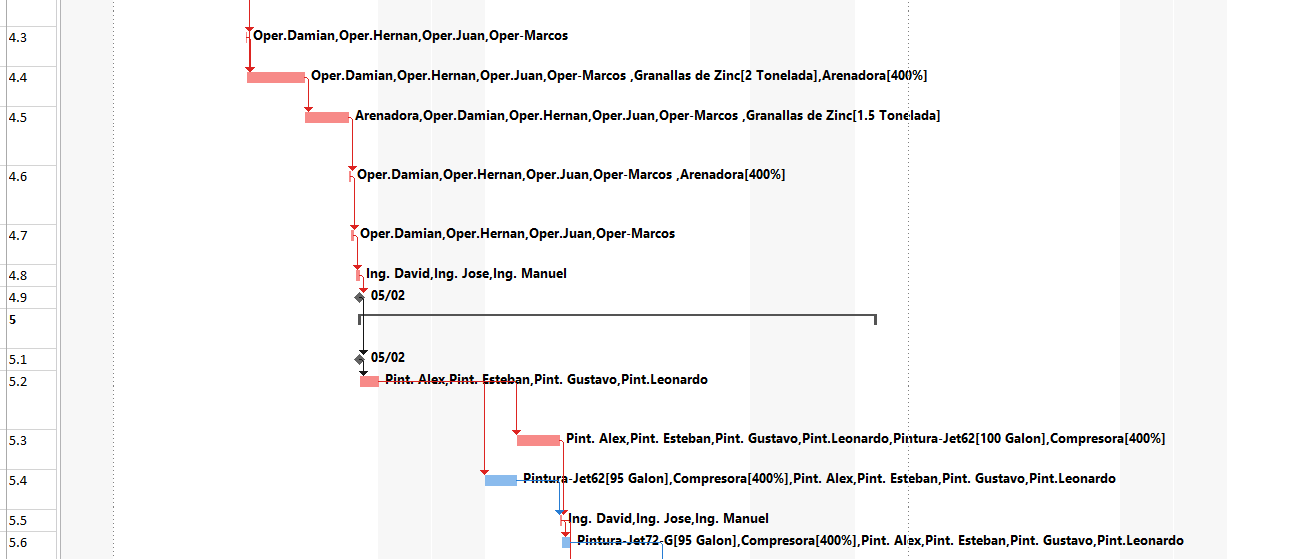 4.3 Oper.Damian,Oper.Hernan,Oper.Juan,Oper-Marcos
4.4 Oper.Damian,Oper.Hernan,Oper.Juan,Oper-Marcos ,Granallas de Zinc[2 Tonelada],Arenadora[400%]
4.5 Arenadora,Oper.Damian,Oper.Hernan,Oper.Juan,Oper-Marcos ,Granallas de Zinc[1.5 Tonelada]
4.6 Oper.Damian,Oper.Hernan,Oper.Juan,Oper-Marcos ,Arenadora[400%]
4.7 Oper.Damian,Oper.Hernan,Oper.Juan,Oper-Marcos
4.8 Ing. David,Ing. Jose,Ing. Manuel
4.9 05/02
5
5.1 05/02
5.2 Pint. Alex,Pint. Esteban,Pint. Gustavo,Pint.Leonardo
5.3 Pint. Alex,Pint. Esteban,Pint. Gustavo,Pint.Leonardo,Pintura-Jet62[100 Galon],Compresora[400%]
5.4 Pintura-Jet62[95 Galon],Compresora[400%],Pint. Alex,Pint. Esteban,Pint. Gustavo,Pint.Leonardo
5.5 Ing. David,Ing. Jose,Ing. Manuel
5.6 Pintura-Jet72-G[95 Galon],Compresora[400%],Pint. Alex,Pint. Esteban,Pint. Gustavo,Pint.Leonardo